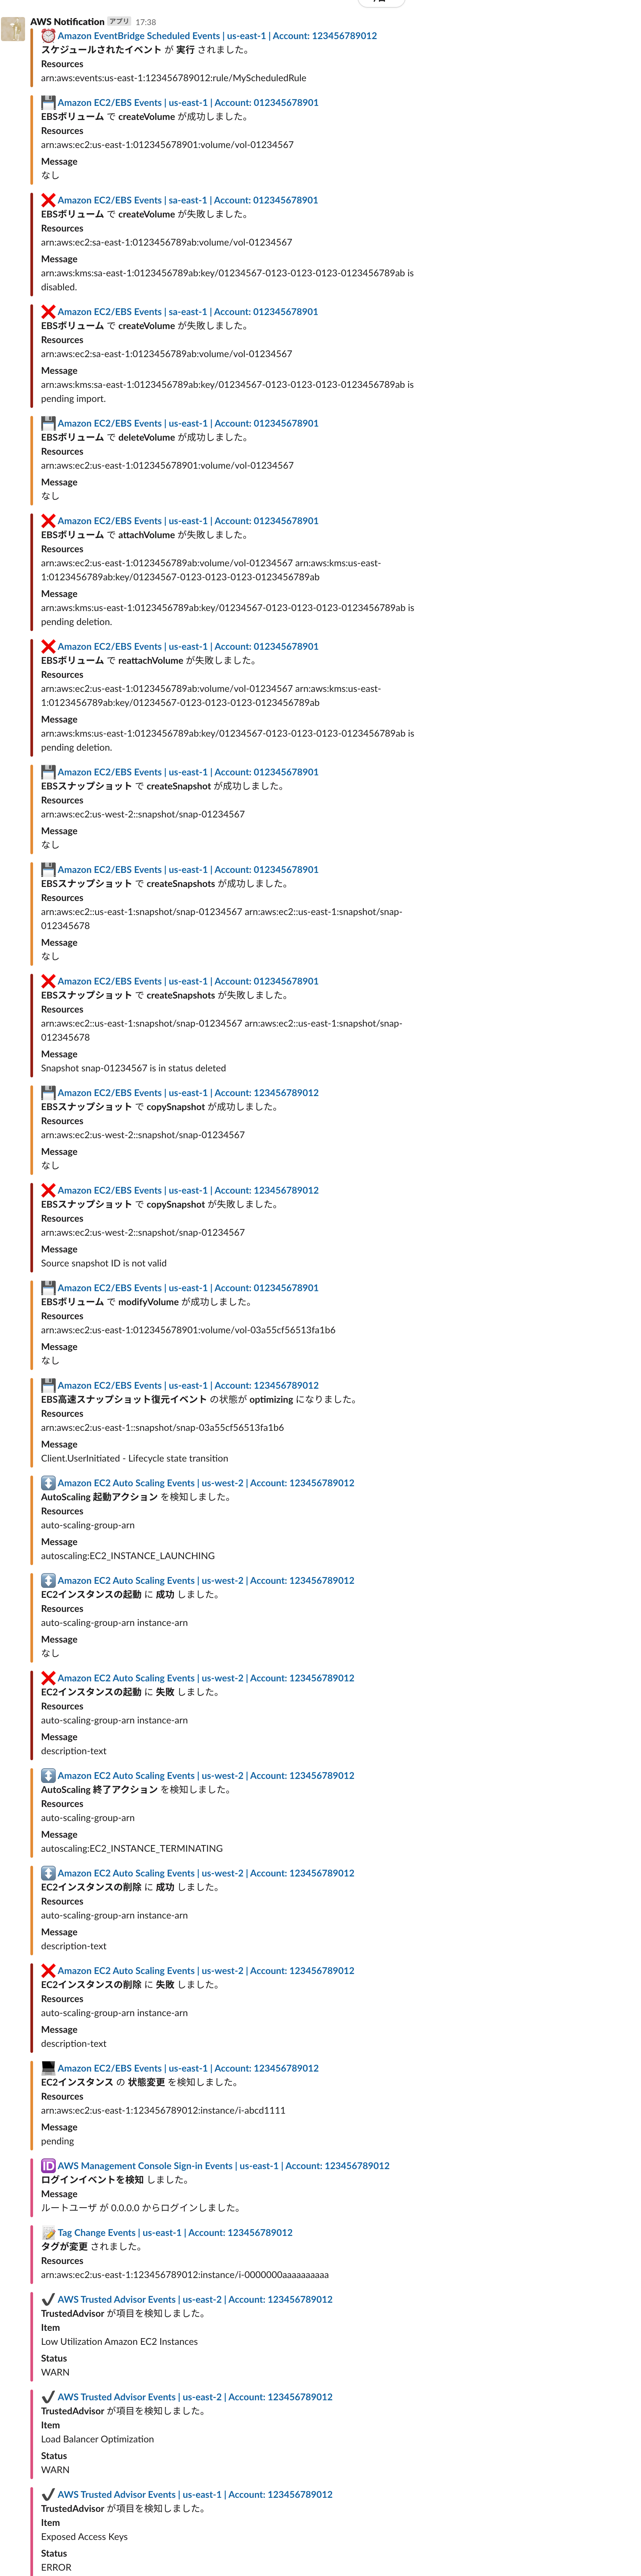 AWS Notification アプリ 17:38
Amazon EventBridge Scheduled Events | us-east-1 | Account: 123456789012
スケジュールされたイベント が 実行 されました。
Resources
arn:aws:events:us-east-1:123456789012:rule/MyScheduledRule
Amazon EC2/EBS Events | us-east-1 | Account: 012345678901
EBSボリューム で createVolume が成功しました。
Resources
arn:aws:ec2:us-east-1:012345678901:volume/vol-01234567
Message
なし
Amazon EC2/EBS Events | sa-east-1 | Account: 012345678901
EBSボリューム で createVolume が失敗しました。
Resources
arn:aws:ec2:sa-east-1:0123456789ab:volume/vol-01234567
Message
arn:aws:kms:sa-east-1:0123456789ab:key/01234567-0123-0123-0123-0123456789ab is
disabled.
Amazon EC2/EBS Events | sa-east-1 | Account: 012345678901
EBSボリューム で createVolume が失敗しました。
Resources
arn:aws:ec2:sa-east-1:0123456789ab:volume/vol-01234567
Message
arn:aws:kms:sa-east-1:0123456789ab:key/01234567-0123-0123-0123-0123456789ab is
pending import.
Amazon EC2/EBS Events | us-east-1 | Account: 012345678901
EBSボリューム で deleteVolume が成功しました。
Resources
arn:aws:ec2:us-east-1:012345678901:volume/vol-01234567
Message
なし
Amazon EC2/EBS Events | us-east-1 | Account: 012345678901
EBSボリューム で attachVolume が失敗しました。
Resources
arn:aws:ec2:us-east-1:0123456789ab:volume/vol-01234567 arn:aws:kms:us-east-
1:0123456789ab:key/01234567-0123-0123-0123-0123456789ab
Message
arn:aws:kms:us-east-1:0123456789ab:key/01234567-0123-0123-0123-0123456789ab is
pending deletion.
Amazon EC2/EBS Events | us-east-1 | Account: 012345678901
EBSボリューム で reattachVolume が失敗しました。
Resources
arn:aws:ec2:us-east-1:0123456789ab:volume/vol-01234567 arn:aws:kms:us-east-
1:0123456789ab:key/01234567-0123-0123-0123-0123456789ab
Message
arn:aws:kms:us-east-1:0123456789ab:key/01234567-0123-0123-0123-0123456789ab is
pending deletion.
Amazon EC2/EBS Events | us-east-1 | Account: 012345678901
EBSスナップショット で createSnapshot が成功しました。
Resources
arn:aws:ec2:us-west-2::snapshot/snap-01234567
Message
なし
Amazon EC2/EBS Events | us-east-1 | Account: 012345678901
EBSスナップショット で createSnapshots が成功しました。
Resources
arn:aws:ec2::us-east-1:snapshot/snap-01234567 arn:aws:ec2::us-east-1:snapshot/snap-
012345678
Message
なし
Amazon EC2/EBS Events | us-east-1 | Account: 012345678901
EBSスナップショット で createSnapshots が失敗しました。
Resources
arn:aws:ec2::us-east-1:snapshot/snap-01234567 arn:aws:ec2::us-east-1:snapshot/snap-
012345678
Message
Snapshot snap-01234567 is in status deleted
Amazon EC2/EBS Events | us-east-1 | Account: 123456789012
EBSスナップショット で copySnapshot が成功しました。
Resources
arn:aws:ec2:us-west-2::snapshot/snap-01234567
Message
なし
Amazon EC2/EBS Events | us-east-1 | Account: 123456789012
EBSスナップショット で copySnapshot が失敗しました。
Resources
arn:aws:ec2:us-west-2::snapshot/snap-01234567
Message
Source snapshot ID is not valid
Amazon EC2/EBS Events | us-east-1 | Account: 012345678901
EBSボリューム で modifyVolume が成功しました。
Resources
arn:aws:ec2:us-east-1:012345678901:volume/vol-03a55cf56513fa1b6
Message
なし
Amazon EC2/EBS Events | us-east-1 | Account: 123456789012
EBS高速スナップショット復元イベント の状態が optimizing になりました。
Resources
arn:aws:ec2:us-east-1::snapshot/snap-03a55cf56513fa1b6
Message
Client.UserInitiated - Lifecycle state transition
Amazon EC2 Auto Scaling Events | us-west-2 | Account: 123456789012
AutoScaling 起動アクション を検知しました。
Resources
auto-scaling-group-arn
Message
autoscaling:EC2_INSTANCE_LAUNCHING
Amazon EC2 Auto Scaling Events | us-west-2 | Account: 123456789012
EC2インスタンスの起動 に 成功 しました。
Resources
auto-scaling-group-arn instance-arn
Message
なし
Amazon EC2 Auto Scaling Events | us-west-2 | Account: 123456789012
EC2インスタンスの起動 に 失敗 しました。
Resources
auto-scaling-group-arn instance-arn
Message
description-text
Amazon EC2 Auto Scaling Events | us-west-2 | Account: 123456789012
AutoScaling 終了アクション を検知しました。
Resources
auto-scaling-group-arn
Message
autoscaling:EC2_INSTANCE_TERMINATING
Amazon EC2 Auto Scaling Events | us-west-2 | Account: 123456789012
EC2インスタンスの削除 に 成功 しました。
Resources
auto-scaling-group-arn instance-arn
Message
description-text
Amazon EC2 Auto Scaling Events | us-west-2 | Account: 123456789012
EC2インスタンスの削除 に 失敗 しました。
Resources
auto-scaling-group-arn instance-arn
Message
description-text
Amazon EC2/EBS Events | us-east-1 | Account: 123456789012
EC2インスタンス の 状態変更 を検知しました。
Resources
arn:aws:ec2:us-east-1:123456789012:instance/i-abcd1111
Message
pending
AWS Management Console Sign-in Events | us-east-1 | Account: 123456789012
ログインイベントを検知 しました。
Message
ルートユーザ が 0.0.0.0 からログインしました。
Tag Change Events | us-east-1 | Account: 123456789012
タグが変更 されました。
Resources
arn:aws:ec2:us-east-1:123456789012:instance/i-0000000aaaaaaaaaa
AWS Trusted Advisor Events | us-east-2 | Account: 123456789012
TrustedAdvisor が項目を検知しました。
Item
Low Utilization Amazon EC2 Instances
Status
WARN
AWS Trusted Advisor Events | us-east-2 | Account: 123456789012
TrustedAdvisor が項目を検知しました。
Item
Load Balancer Optimization
Status
WARN
AWS Trusted Advisor Events | us-east-1 | Account: 123456789012
TrustedAdvisor が項目を検知しました。
Item
Exposed Access Keys
Status
ERROR